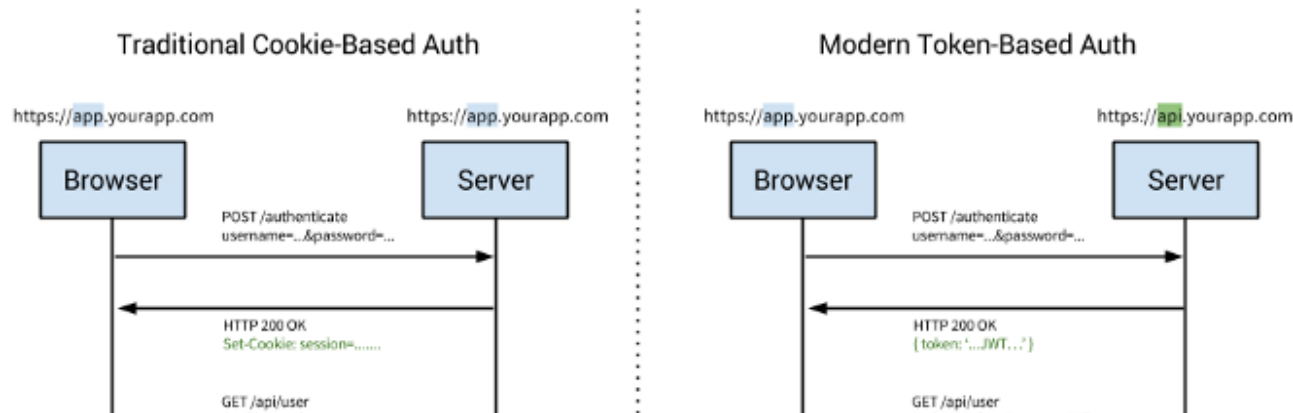 Traditional Cookie-Based Auth
https://app.yourapp.com
https://app.yourapp.com
Browser
Server
POST /authenticate
username=...&password=...
HTTP 200 OK
Set-Cookie: session=.......
GET /api/user
Modern Token-Based Auth
https://app.yourapp.com
https://api.yourapp.com
Browser
Server
POST /authenticate
username=...&password=...
HTTP 200 OK
{ token: '...JWT...' }
GET /api/user